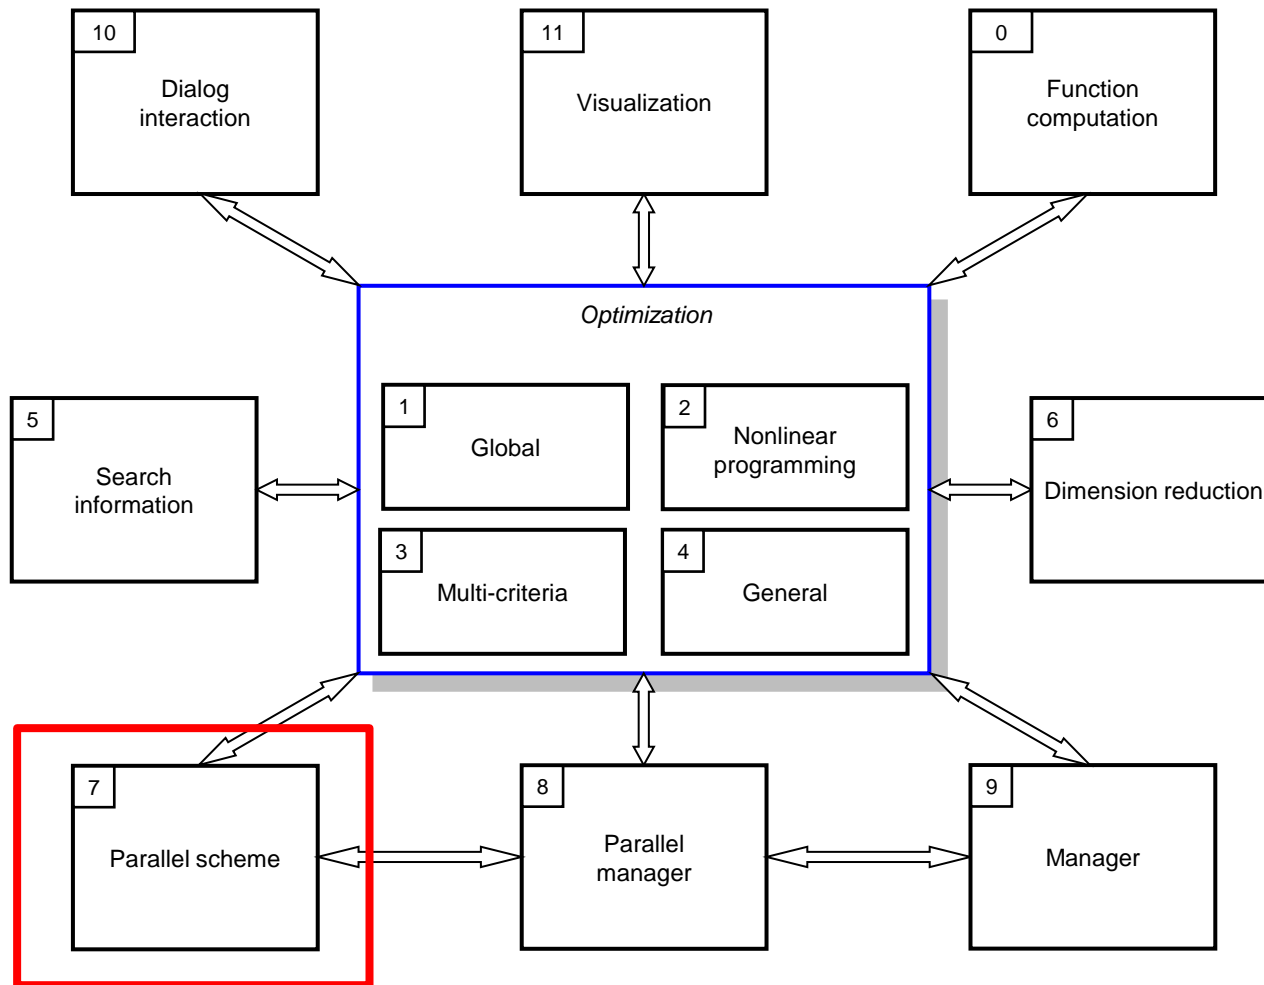 10
Dialog
interaction
11
Visualization
0
Function
computation
Optimization
1
Global
2
Nonlinear
programming
5
Search
information
6
Dimension reduction
3
Multi-criteria
4
General
7
Parallel scheme
8
Parallel
manager
9
Manager